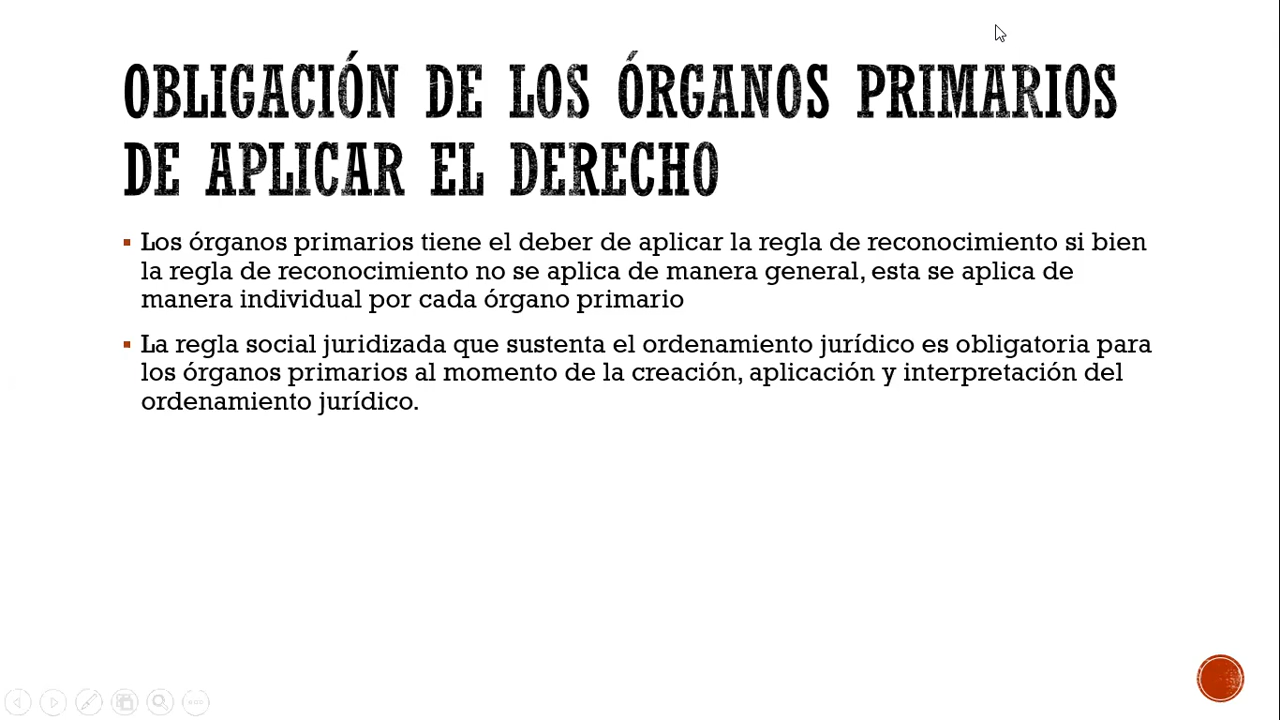 OBLIGACIÓN DE LOS ÓRGANOS PRIMARIOS
DE APLICAR EL DERECHO
Los órganos primarios tiene el deber de aplicar la regla de reconocimiento si bien
la regla de reconocimiento no se aplica de manera general, esta se aplica de
manera individual por cada órgano primario
La regla social juridizada que sustenta el ordenamiento jurídico es obligatoria para
los órganos primarios al momento de la creación, aplicación y interpretación del
ordenamiento jurídico.